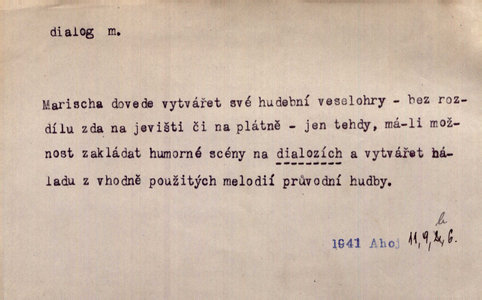 dialog m.
Marischa dovede vytvářet své hudební veselohry - bez roz-
dílu zda na jevišti či na plátně - jen tehdy, má-li mož-
nost zakládat humorné scény na dialozích a vytvářet ná-
ladu z vhodně použitých melodií průvodní hudby.
1941 Ahoj 11,9,